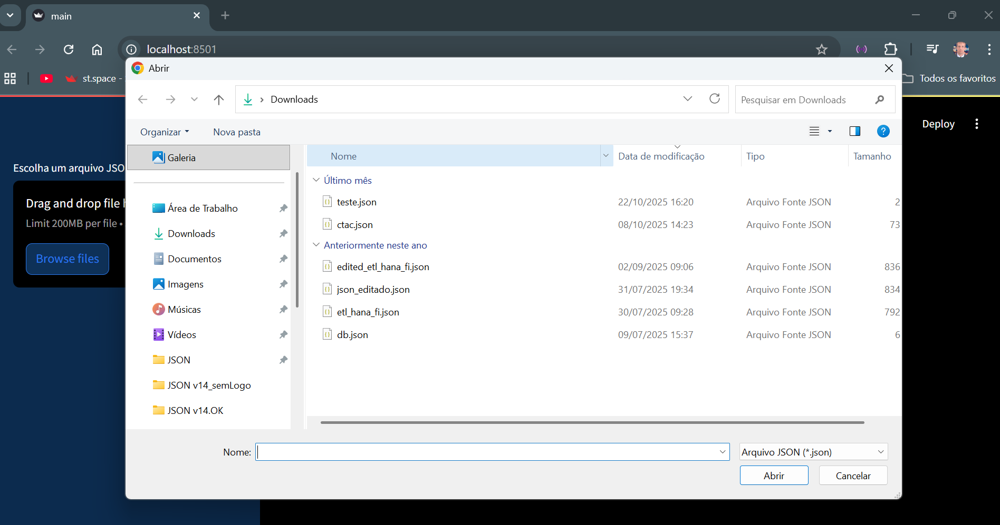 main
localhost:8501
st.space -
Todos os favoritos
Abrir
Downloads
Pesquisar em Downloads
Organizar
Nova pasta
Deploy
Galeria
Nome
Data de modificação
Tipo
Tamanho
Escolha um arquivo JSO
Drag and drop file
Limit 200MB per file •
Browse files
Área de Trabalho
Downloads
Documentos
Imagens
Músicas
Vídeos
JSON
JSON v14_semLogo
JSON v14.OK
Último mês
teste.json 22/10/2025 16:20 Arquivo Fonte JSON 2
ctac.json 08/10/2025 14:23 Arquivo Fonte JSON 73
Anteriormente neste ano
edited_etl_hana_fi.json 02/09/2025 09:06 Arquivo Fonte JSON 836
json_editado.json 31/07/2025 19:34 Arquivo Fonte JSON 834
etl_hana_fi.json 30/07/2025 09:28 Arquivo Fonte JSON 792
db.json 09/07/2025 15:37 Arquivo Fonte JSON 6
Nome:
Arquivo JSON (*.json)
Abrir
Cancelar